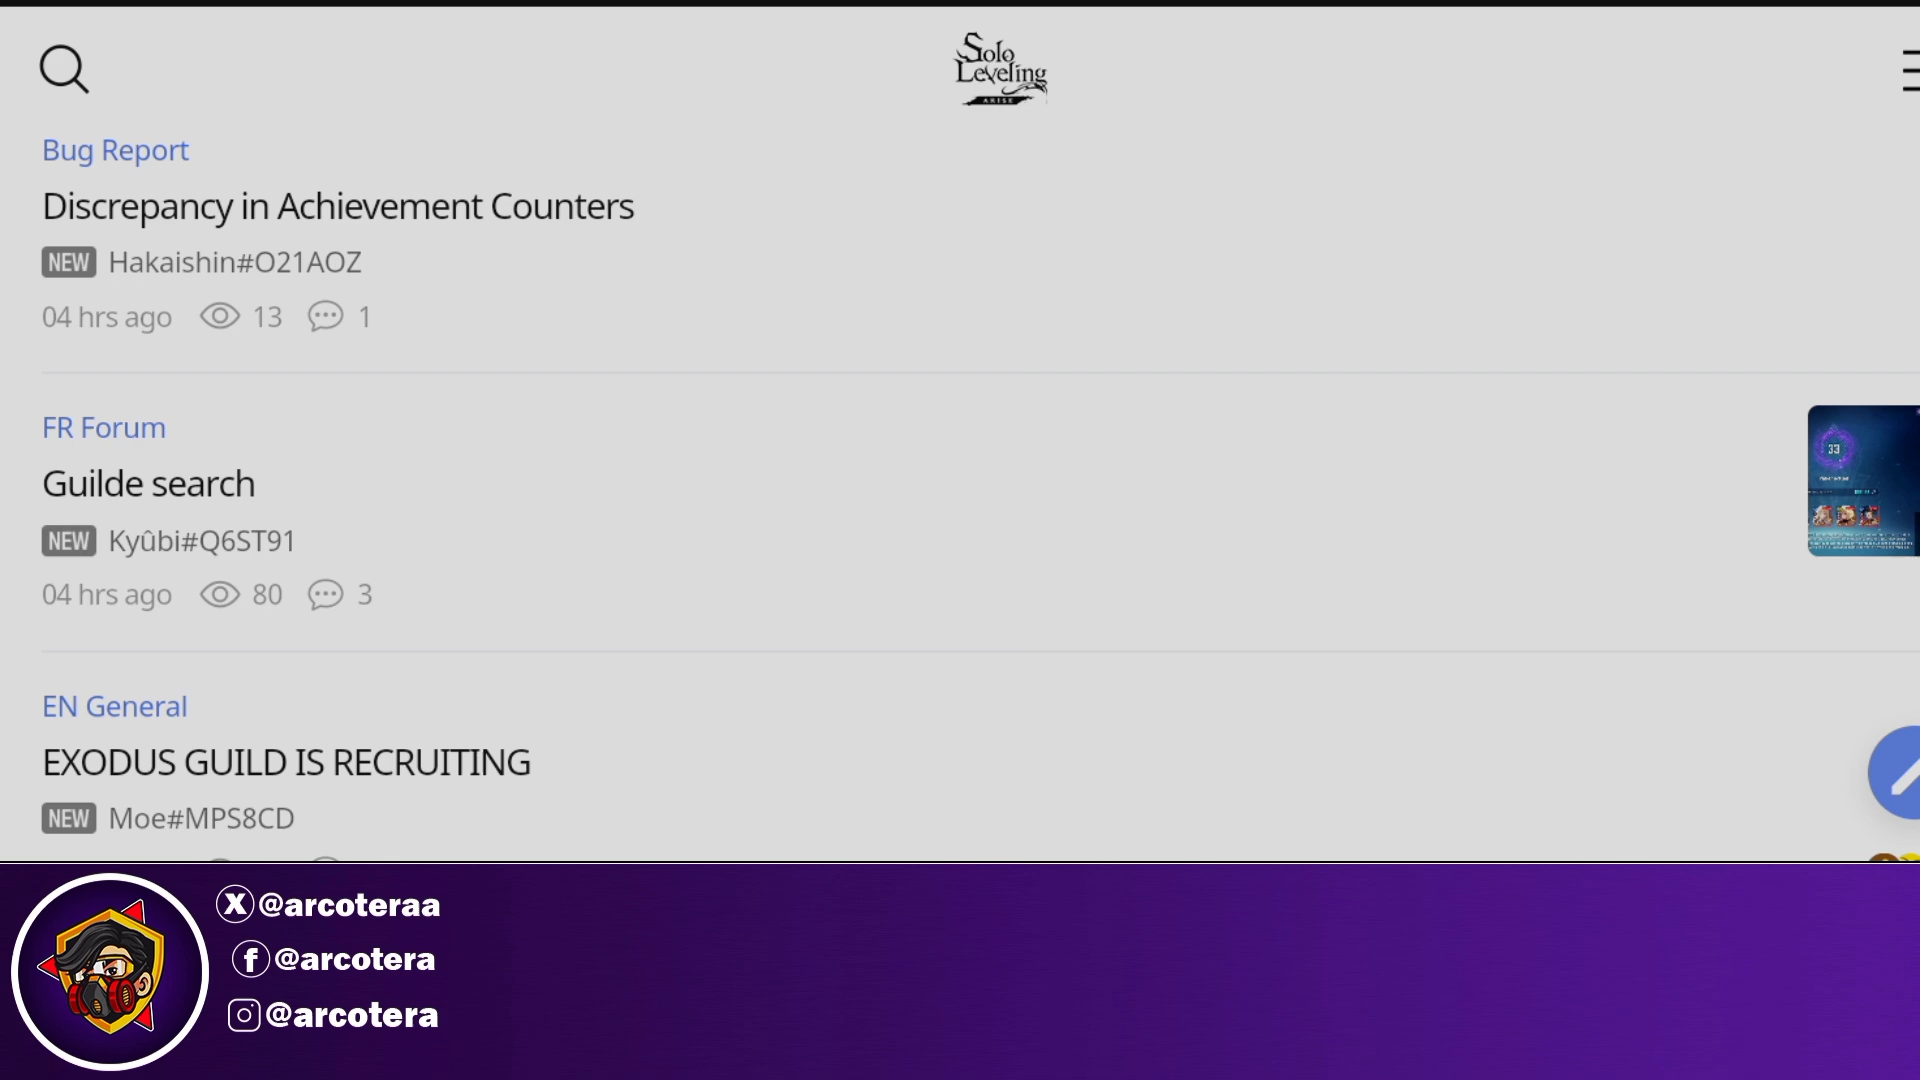 Solo
Leveling
ARISE
Bug Report
Discrepancy in Achievement Counters
NEW Hakaishin#O21AOZ
04 hrs ago 13 1
FR Forum
Guilde search
33
NEW Kyûbi#Q6ST91
04 hrs ago 80 3
EN General
EXODUS GUILD IS RECRUITING
NEW Moe#MPS8CD
X @arcoteraa
f @arcotera
@arcotera